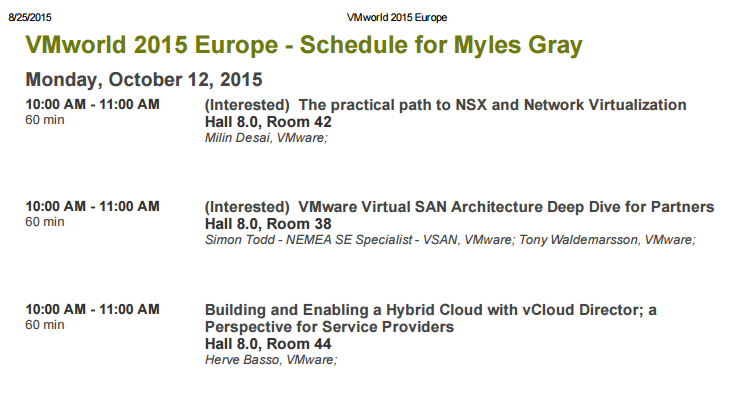 8/25/2015 VMworld 2015 Europe
VMworld 2015 Europe - Schedule for Myles Gray
Monday, October 12, 2015
10:00 AM - 11:00 AM (Interested) The practical path to NSX and Network Virtualization
60 min Hall 8.0, Room 42
Milin Desai, VMware;
10:00 AM - 11:00 AM (Interested) VMware Virtual SAN Architecture Deep Dive for Partners
60 min Hall 8.0, Room 38
Simon Todd - NEMEA SE Specialist - VSAN, VMware; Tony Waldemarsson, VMware;
10:00 AM - 11:00 AM Building and Enabling a Hybrid Cloud with vCloud Director; a
60 min Perspective for Service Providers
Hall 8.0, Room 44
Herve Basso, VMware;